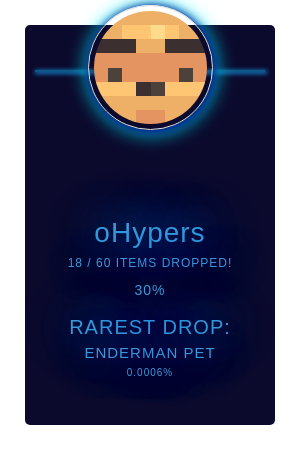 oHypers
18 / 60 ITEMS DROPPED!
30%
RAREST DROP:
ENDERMAN PET
0.0006%